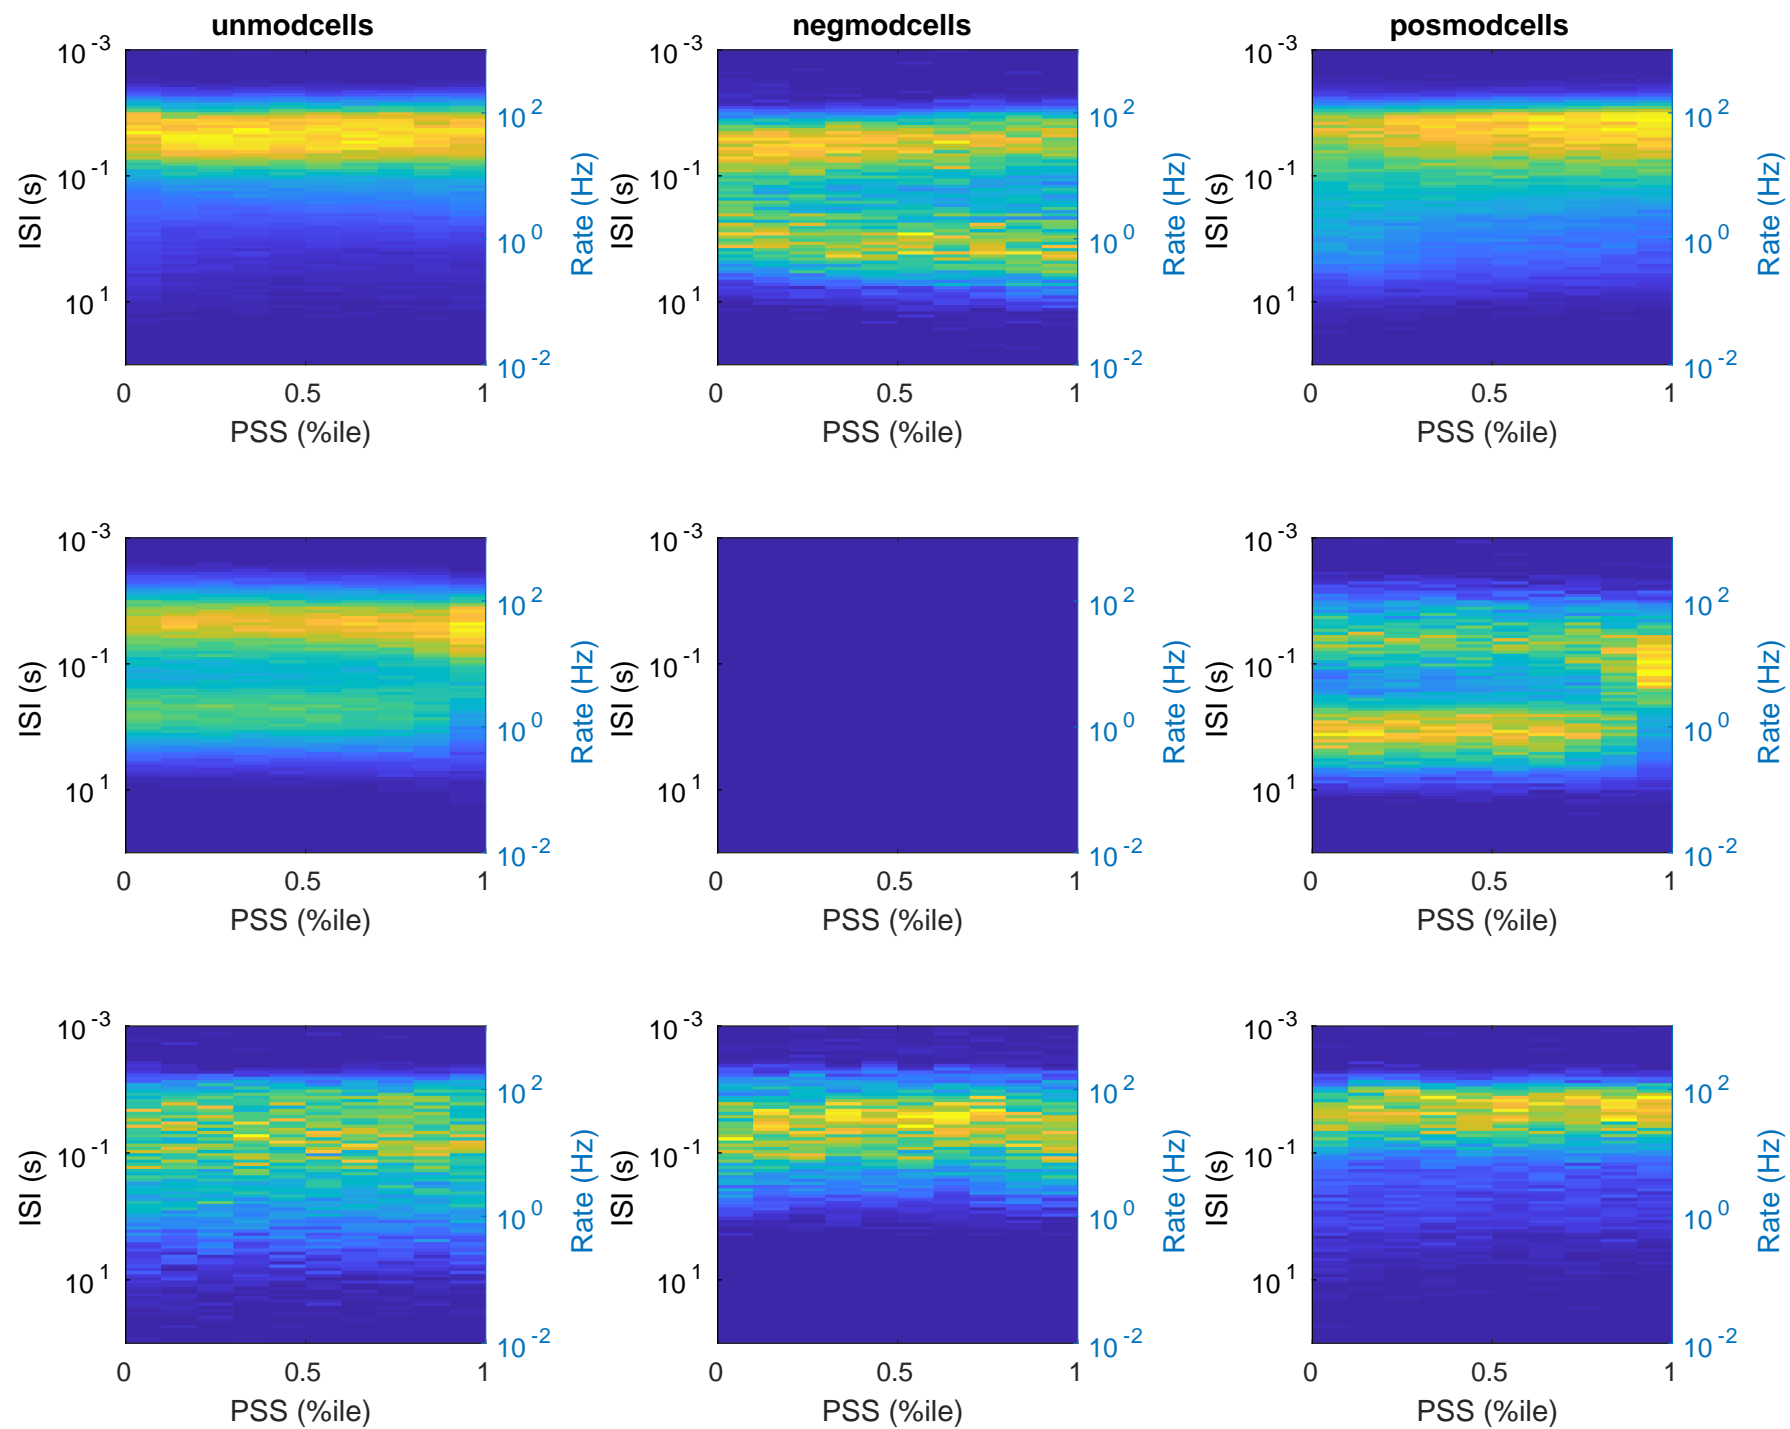 unmodcells negmodcells posmodcells
10^-3 10^-3 10^-3
10^2 10^2 10^2
10^-1 10^-1 10^-1
ISI (s) Rate (Hz) ISI (s) Rate (Hz) ISI (s) Rate (Hz)
10^0 10^0 10^0
10^1 10^1 10^1
10^-2 10^-2 10^-2
0 0.5 1 0 0.5 1 0 0.5 1
PSS (%ile) PSS (%ile) PSS (%ile)
10^-3 10^-3 10^-3
10^2 10^2 10^2
10^-1 10^-1 10^-1
ISI (s) Rate (Hz) ISI (s) Rate (Hz) ISI (s) Rate (Hz)
10^0 10^0 10^0
10^1 10^1 10^1
10^-2 10^-2 10^-2
0 0.5 1 0 0.5 1 0 0.5 1
PSS (%ile) PSS (%ile) PSS (%ile)
10^-3 10^-3 10^-3
10^2 10^2 10^2
10^-1 10^-1 10^-1
ISI (s) Rate (Hz) ISI (s) Rate (Hz) ISI (s) Rate (Hz)
10^0 10^0 10^0
10^1 10^1 10^1
10^-2 10^-2 10^-2
0 0.5 1 0 0.5 1 0 0.5 1
PSS (%ile) PSS (%ile) PSS (%ile)